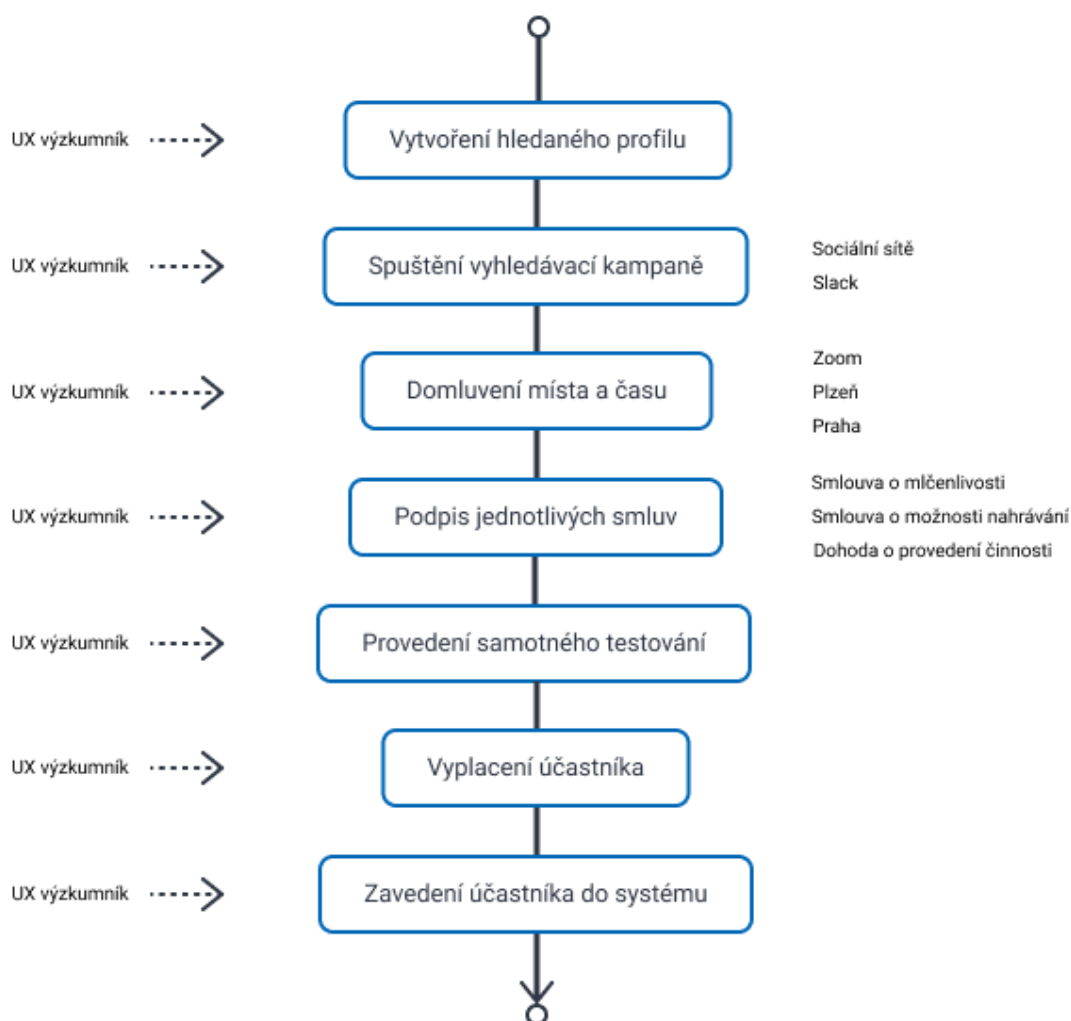 UX výzkumník
Vytvoření hledaného profilu
UX výzkumník
Spuštění vyhledávací kampaně
Sociální sítě
Slack
UX výzkumník
Domluvení místa a času
Zoom
Plzeň
Praha
UX výzkumník
Podpis jednotlivých smluv
Smlouva o mlčenlivosti
Smlouva o možnosti nahrávání
Dohoda o provedení činnosti
UX výzkumník
Provedení samotného testování
UX výzkumník
Vyplacení účastníka
UX výzkumník
Zavedení účastníka do systému